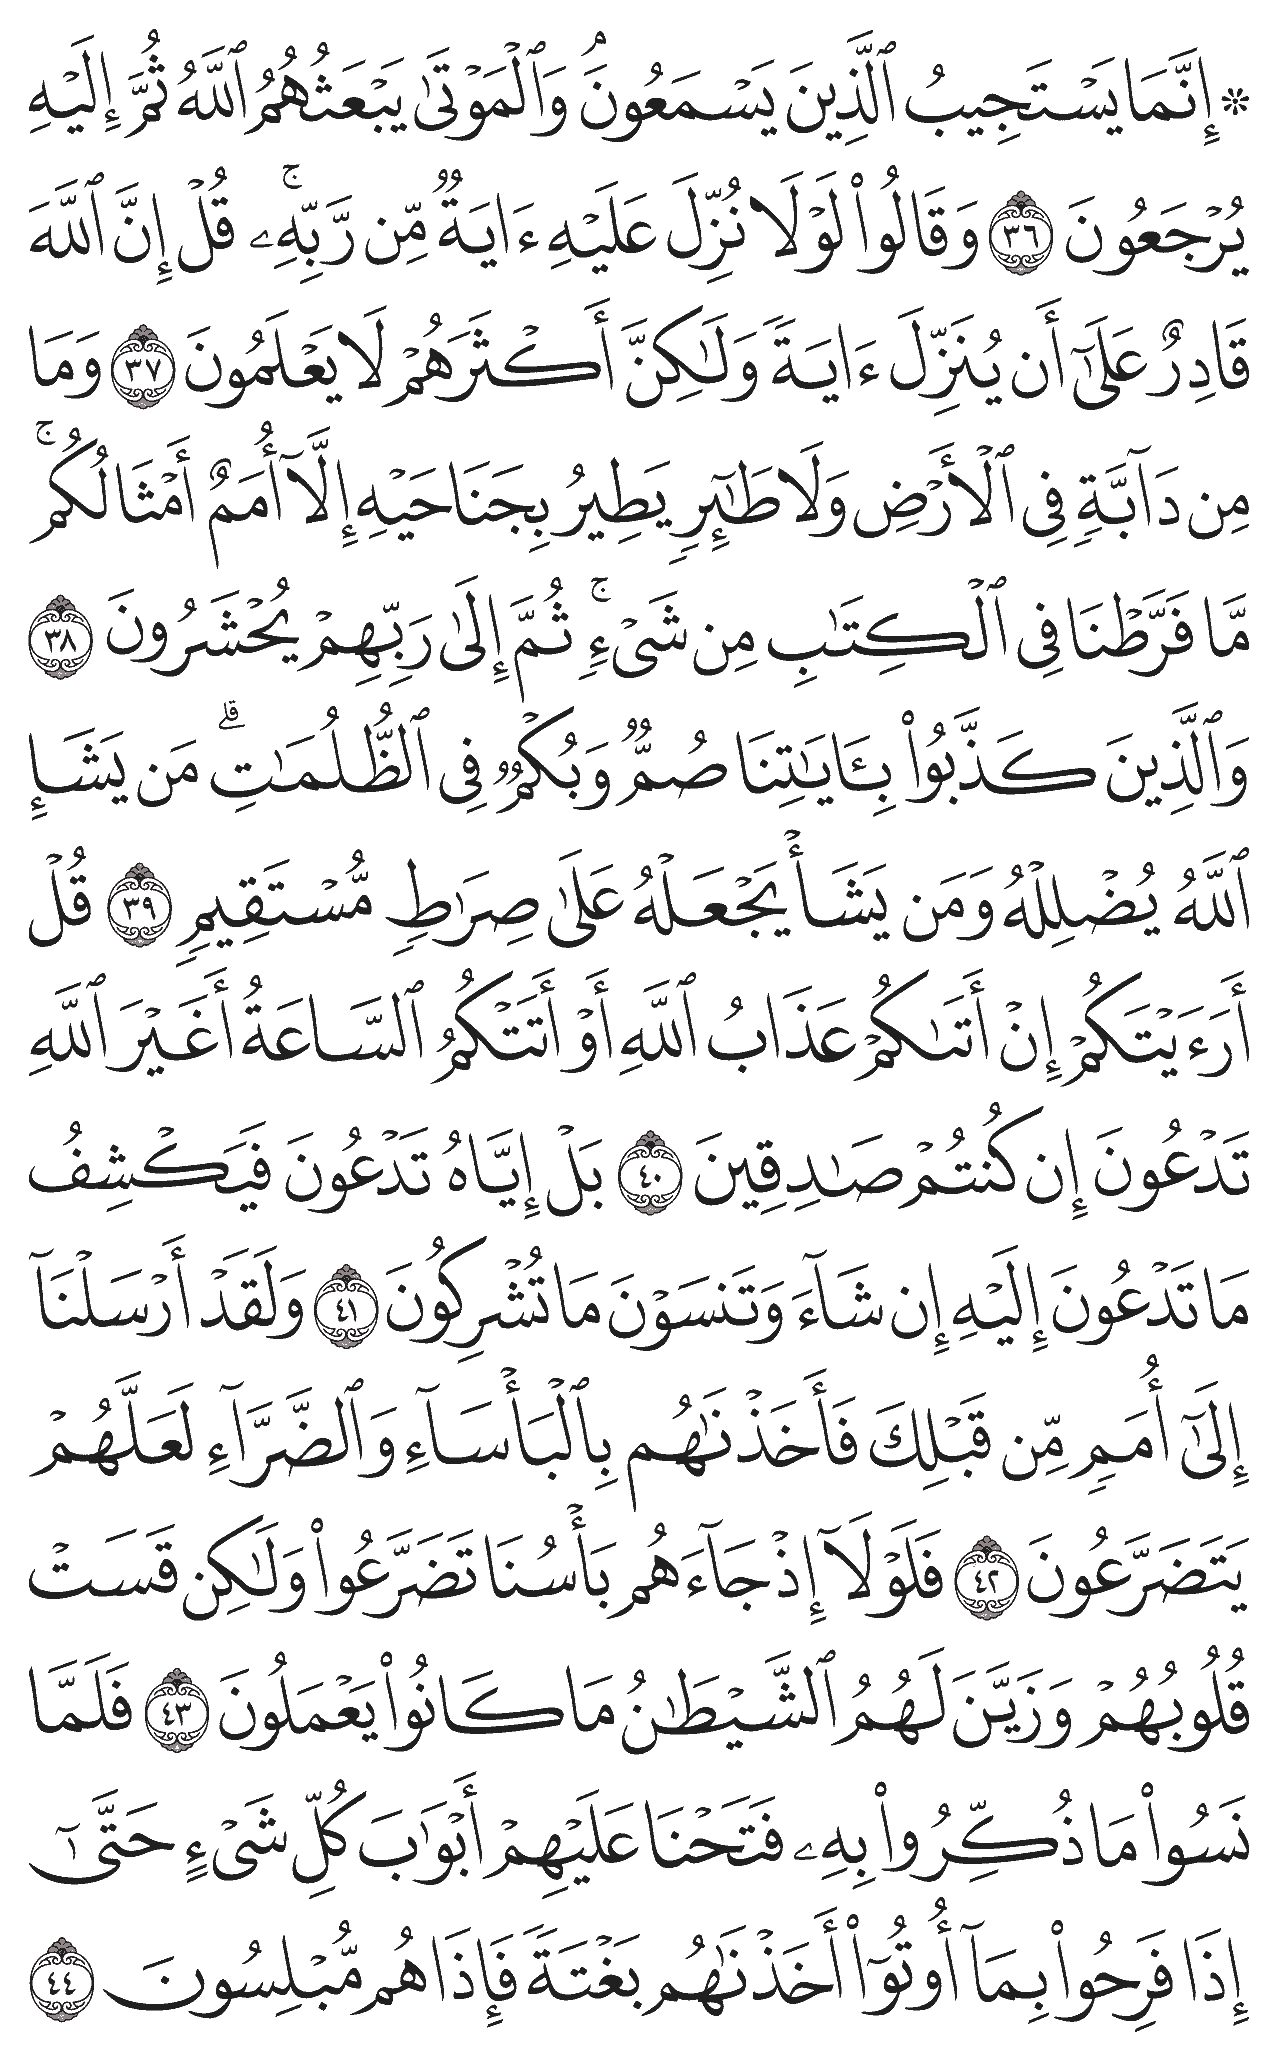 ۞ إِنَّمَا يَسۡتَجِيبُ ٱلَّذِينَ يَسۡمَعُونَۘ وَٱلۡمَوۡتَىٰ يَبۡعَثُهُمُ ٱللَّهُ ثُمَّ إِلَيۡهِ
يُرۡجَعُونَ ٣٦ وَقَالُواْ لَوۡلَا نُزِّلَ عَلَيۡهِ ءَايَةٞ مِّن رَّبِّهِۦۚ قُلۡ إِنَّ ٱللَّهَ
قَادِرٌ عَلَىٰٓ أَن يُنَزِّلَ ءَايَةٗ وَلَٰكِنَّ أَكۡثَرَهُمۡ لَا يَعۡلَمُونَ ٣٧ وَمَا
مِن دَآبَّةٖ فِي ٱلۡأَرۡضِ وَلَا طَٰٓئِرٖ يَطِيرُ بِجَنَاحَيۡهِ إِلَّآ أُمَمٌ أَمۡثَالُكُمۚ
مَّا فَرَّطۡنَا فِي ٱلۡكِتَٰبِ مِن شَيۡءٖۚ ثُمَّ إِلَىٰ رَبِّهِمۡ يُحۡشَرُونَ ٣٨
وَٱلَّذِينَ كَذَّبُواْ بِـَٔايَٰتِنَا صُمّٞ وَبُكۡمٞ فِي ٱلظُّلُمَٰتِۗ مَن يَشَإِ
ٱللَّهُ يُضۡلِلۡهُ وَمَن يَشَأۡ يَجۡعَلۡهُ عَلَىٰ صِرَٰطٖ مُّسۡتَقِيمٖ ٣٩ قُلۡ
أَرَءَيۡتَكُمۡ إِنۡ أَتَىٰكُمۡ عَذَابُ ٱللَّهِ أَوۡ أَتَتۡكُمُ ٱلسَّاعَةُ أَغَيۡرَ ٱللَّهِ
تَدۡعُونَ إِن كُنتُمۡ صَٰدِقِينَ ٤٠ بَلۡ إِيَّاهُ تَدۡعُونَ فَيَكۡشِفُ
مَا تَدۡعُونَ إِلَيۡهِ إِن شَآءَ وَتَنسَوۡنَ مَا تُشۡرِكُونَ ٤١ وَلَقَدۡ أَرۡسَلۡنَآ
إِلَىٰٓ أُمَمٖ مِّن قَبۡلِكَ فَأَخَذۡنَٰهُم بِٱلۡبَأۡسَآءِ وَٱلضَّرَّآءِ لَعَلَّهُمۡ
يَتَضَرَّعُونَ ٤٢ فَلَوۡلَآ إِذۡ جَآءَهُم بَأۡسُنَا تَضَرَّعُواْ وَلَٰكِن قَسَتۡ
قُلُوبُهُمۡ وَزَيَّنَ لَهُمُ ٱلشَّيۡطَٰنُ مَا كَانُواْ يَعۡمَلُونَ ٤٣ فَلَمَّا
نَسُواْ مَا ذُكِّرُواْ بِهِۦ فَتَحۡنَا عَلَيۡهِمۡ أَبۡوَٰبَ كُلِّ شَيۡءٍ حَتَّىٰٓ
إِذَا فَرِحُواْ بِمَآ أُوتُوٓاْ أَخَذۡنَٰهُم بَغۡتَةٗ فَإِذَا هُم مُّبۡلِسُونَ ٤٤